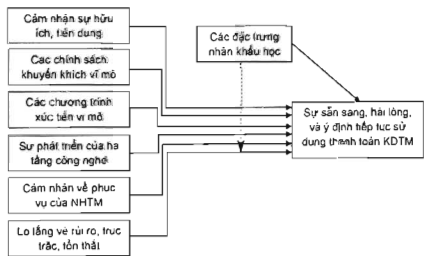 Cảm nhận sự hữu
ích, tiện dụng
Các chính sách
khuyến khích vĩ mô
Các chương trình
xúc tiến vi mô
Sự phát triển của hạ
tầng công nghệ
Cảm nhận về phục
vụ của NHTM
Lo lắng về rủi ro, trục
trặc, tổn thất
Các đặc trưng
nhân khẩu học
Sự sẵn sàng, hài lòng,
và ý định tiếp tục sử
dụng thanh toán KDTM